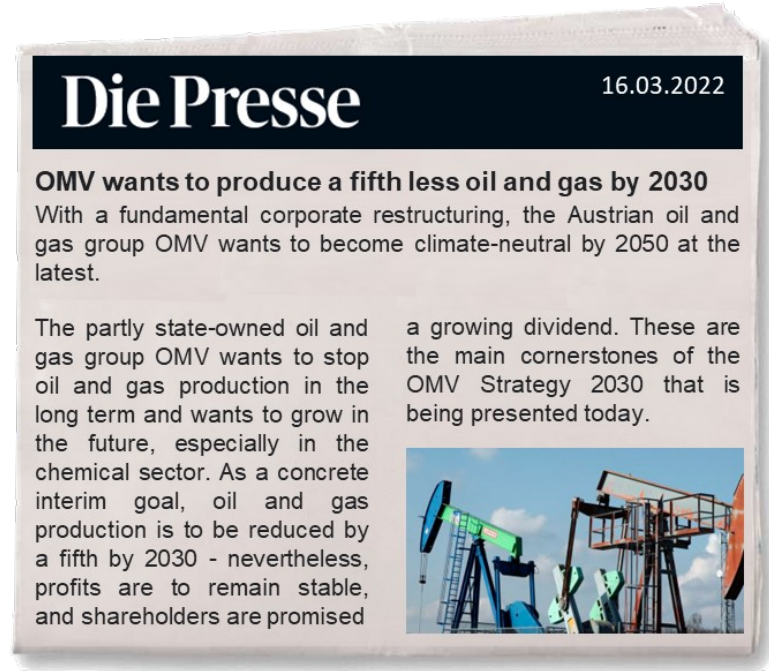 Die Presse
16.03.2022
OMV wants to produce a fifth less oil and gas by 2030
With a fundamental corporate restructuring, the Austrian oil and
gas group OMV wants to become climate-neutral by 2050 at the
latest.
The partly state-owned oil and
gas group OMV wants to stop
oil and gas production in the
long term and wants to grow in
the future, especially in the
chemical sector. As a concrete
interim goal, oil and gas
production is to be reduced by
a fifth by 2030 - nevertheless,
profits are to remain stable,
and shareholders are promised
a growing dividend. These are
the main cornerstones of the
OMV Strategy 2030 that is
being presented today.